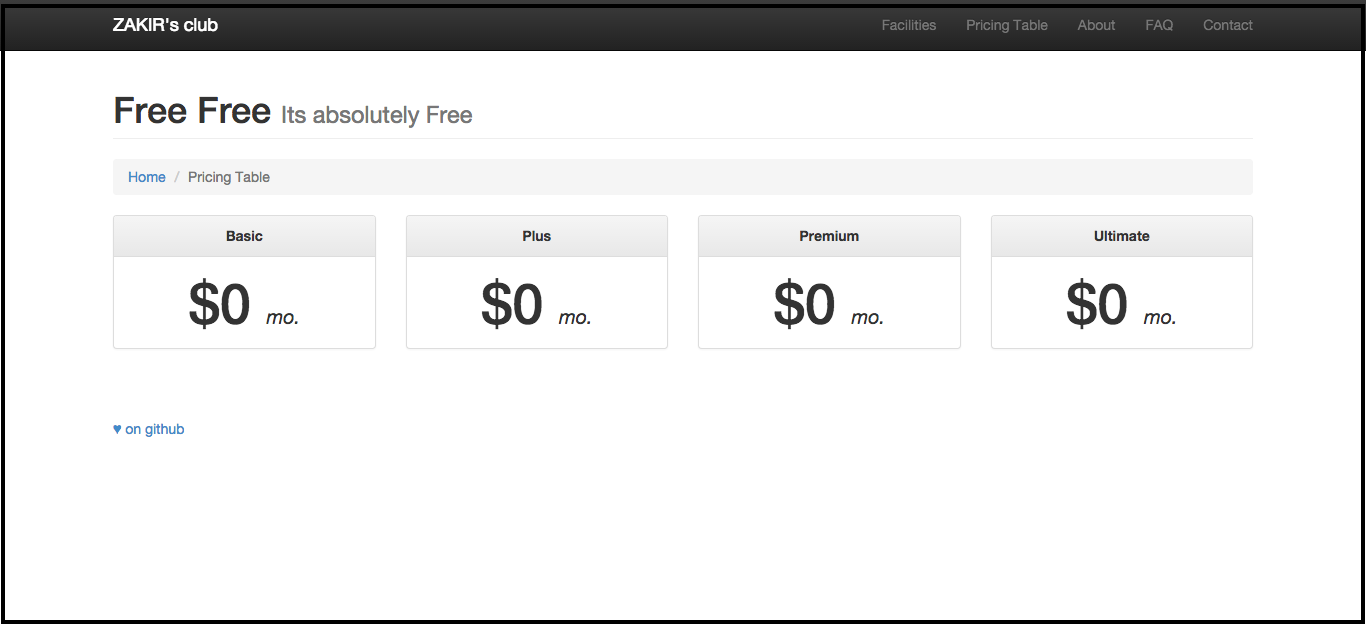 ZAKIR's club Facilities Pricing Table About FAQ Contact
Free Free Its absolutely Free
Home / Pricing Table
Basic Plus Premium Ultimate
$0 mo. $0 mo. $0 mo. $0 mo.
♥ on github